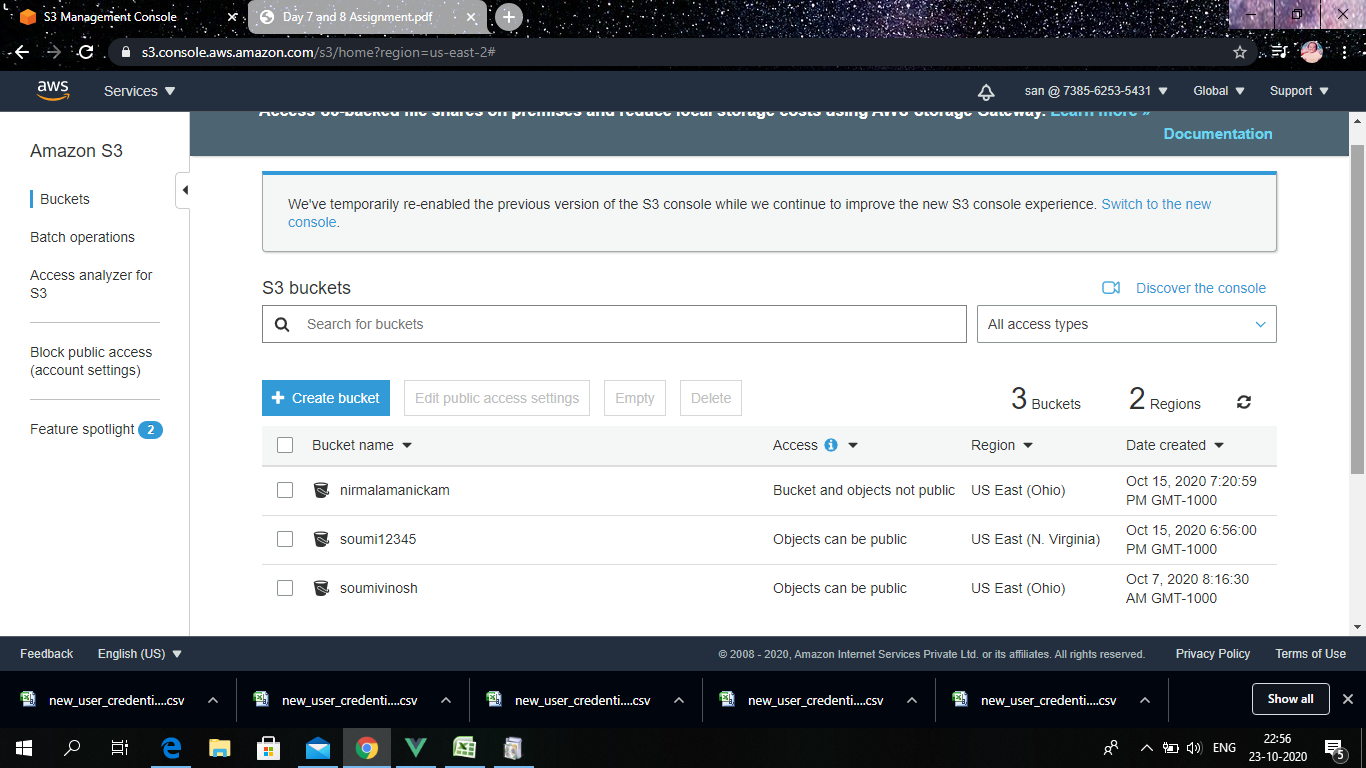 S3 Management Console
Day 7 and 8 Assignment.pdf
s3.console.aws.amazon.com/s3/home?region=us-east-2#
aws
Services
san @ 7385-6253-5431
Global
Support
Learn more »
Documentation
Amazon S3
Buckets
Batch operations
Access analyzer for
S3
Block public access
(account settings)
Feature spotlight 2
We've temporarily re-enabled the previous version of the S3 console while we continue to improve the new S3 console experience. Switch to the new
console.
S3 buckets
Discover the console
Search for buckets
All access types
Create bucket
Edit public access settings
Empty
Delete
3 Buckets
2 Regions
Bucket name
Access
Region
Date created
nirmalamanickam
Bucket and objects not public
US East (Ohio)
Oct 15, 2020 7:20:59
PM GMT-1000
soumi12345
Objects can be public
US East (N. Virginia)
Oct 15, 2020 6:56:00
PM GMT-1000
soumivinosh
Objects can be public
US East (Ohio)
Oct 7, 2020 8:16:30
AM GMT-1000
Feedback
English (US)
© 2008 - 2020, Amazon Internet Services Private Ltd. or its affiliates. All rights reserved.
Privacy Policy
Terms of Use
new_user_credenti....csv
new_user_credenti....csv
new_user_credenti....csv
new_user_credenti....csv
new_user_credenti....csv
Show all
ENG
22:56
23-10-2020
5